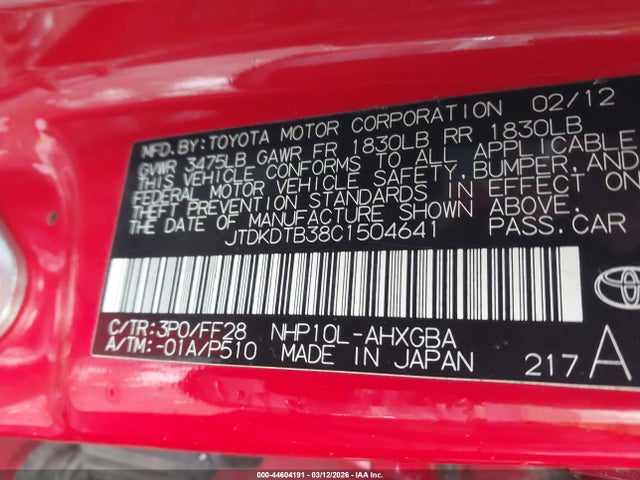 MFD.BY:TOYOTA MOTOR CORPORATION 02/12
GVWR 3475LB GAWR FR 1830LB RR 1830LB
THIS VEHICLE CONFORMS TO ALL APPLICABLE
FEDERAL MOTOR VEHICLE SAFETY,BUMPER,AND
THEFT PREVENTION STANDARDS IN EFFECT ON
THE DATE OF MANUFACTURE SHOWN ABOVE.
JTDKDTB38C1504641 PASS.CAR
C/TR:3P0/FF28 NHP10L-AHXGBA
A/TM:-01A/P510 MADE IN JAPAN 217 A
000-44604191 - 03/12/2026 - © IAA Inc.